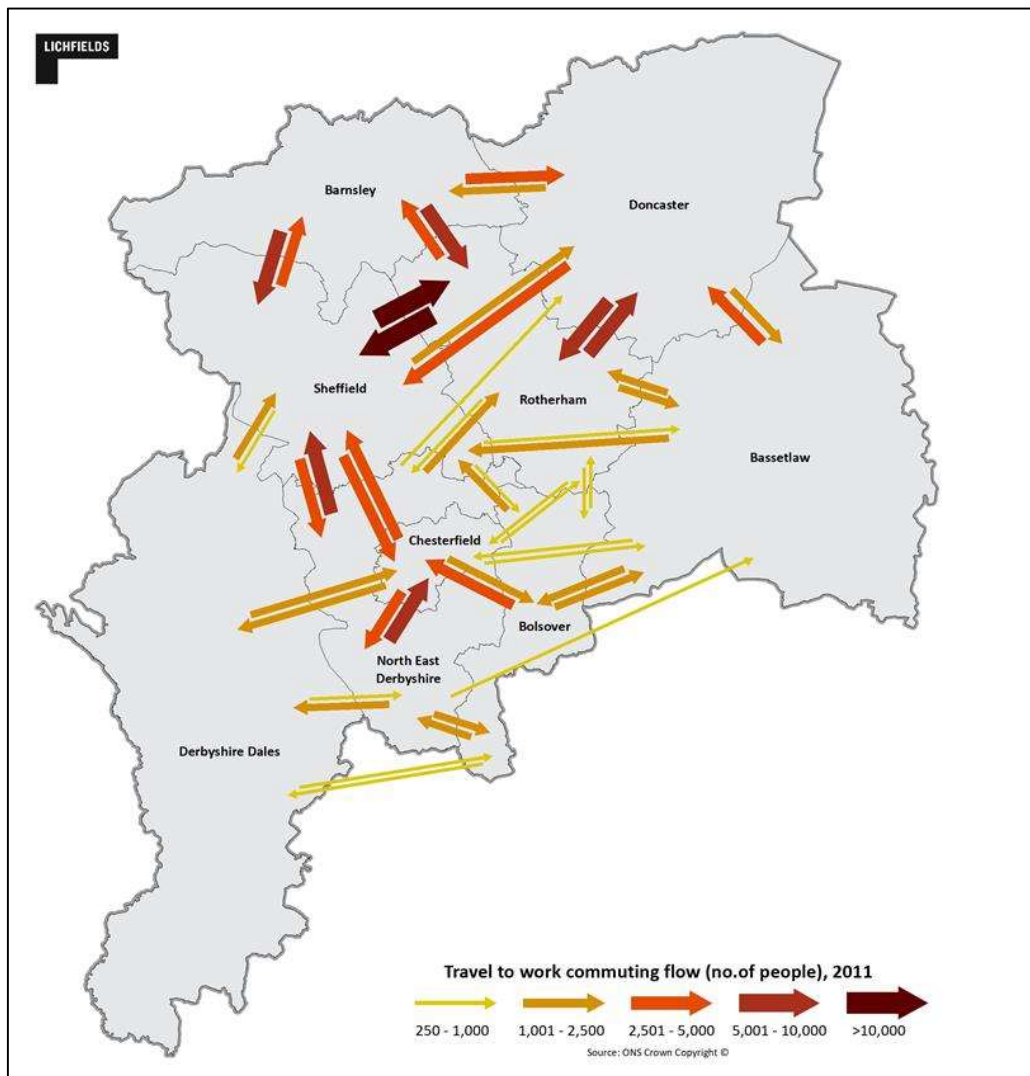 LICHFIELDS
Barnsley
Doncaster
Sheffield
Rotherham
Bassetlaw
Chesterfield
Bolsover
North East
Derbyshire
Derbyshire Dales
Travel to work commuting flow (no.of people), 2011
250 - 1,000 1,001 - 2,500 2,501 - 5,000 5,001 - 10,000 >10,000
Source: ONS Crown Copyright ©